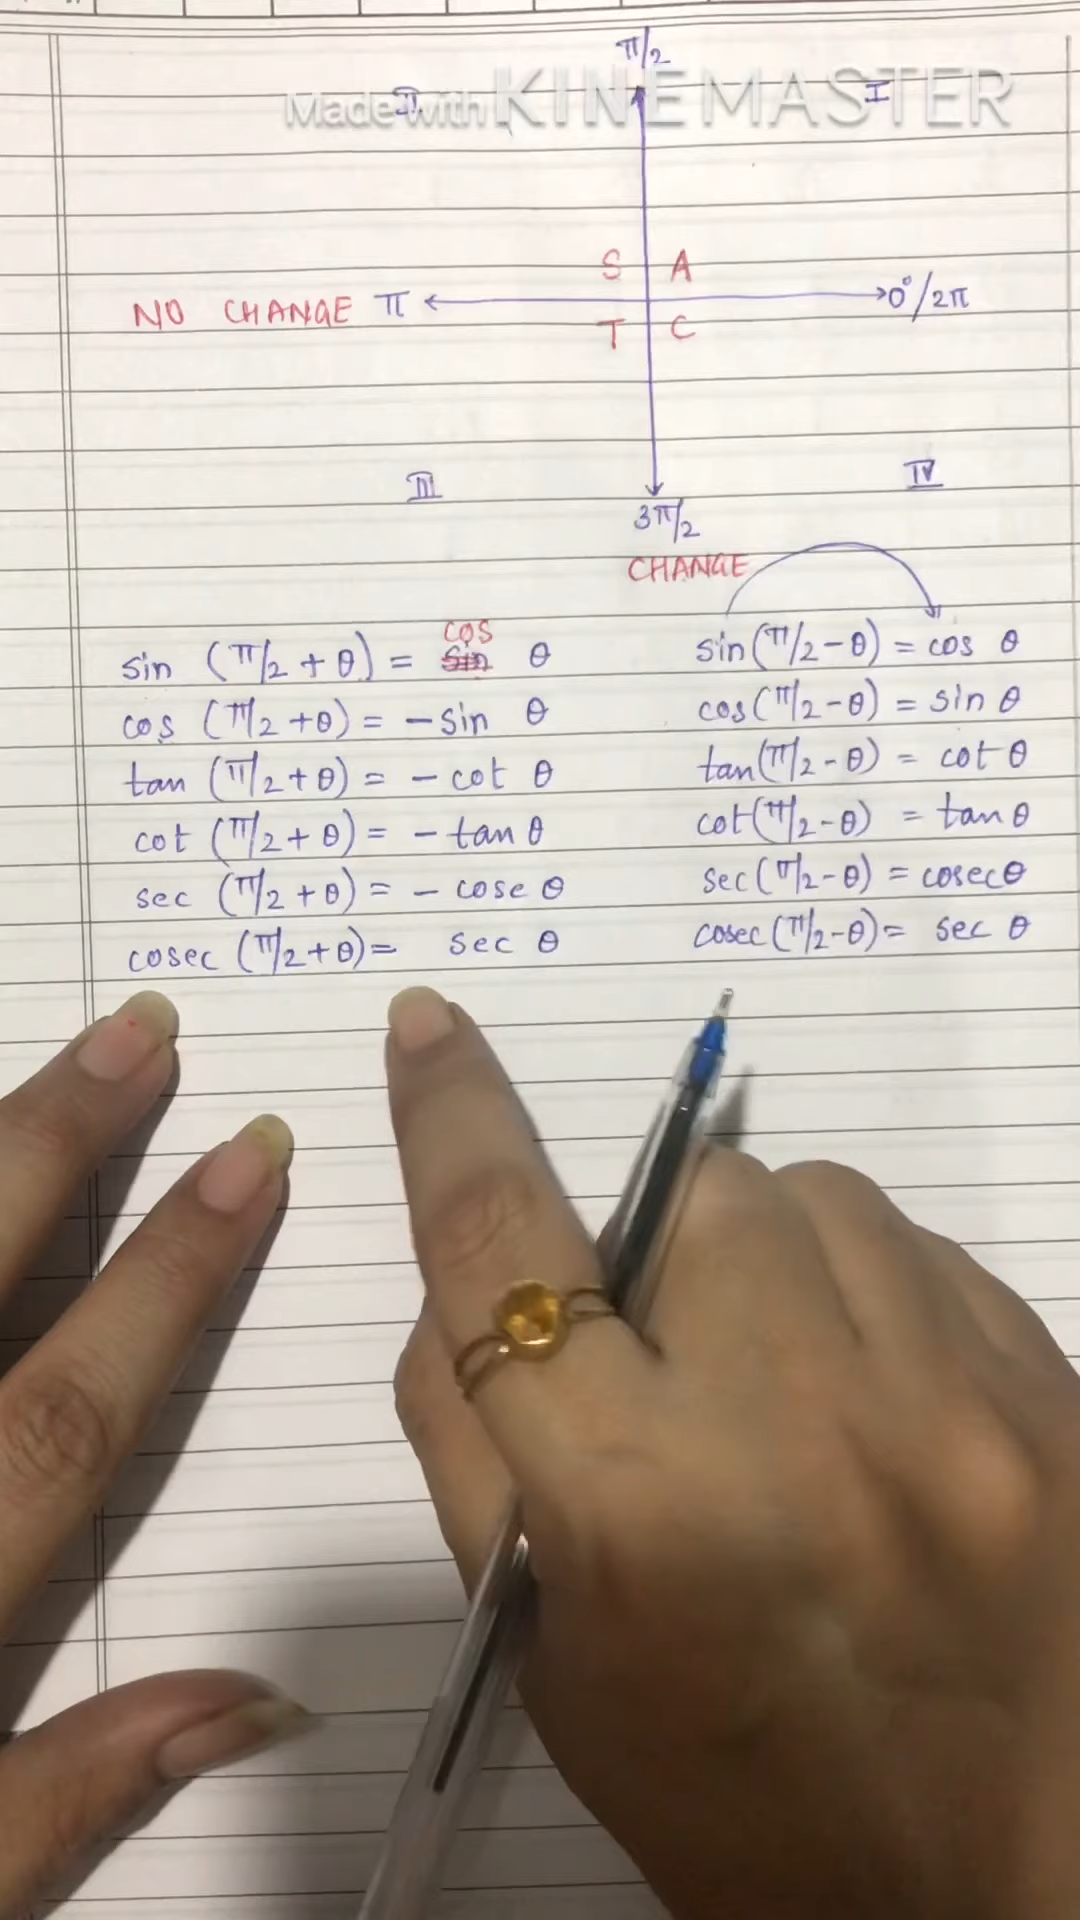 π/2
Made with KINEMASTER
II I
S A
NO CHANGE π 0°/2π
T C
III IV
3π/2
CHANGE
sin (π/2 + θ) = cos sin θ
cos (π/2 + θ) = - sin θ
tan (π/2 + θ) = - cot θ
cot (π/2 + θ) = - tan θ
sec (π/2 + θ) = - cose θ
cosec (π/2 + θ) = sec θ
sin (π/2 - θ) = cos θ
cos (π/2 - θ) = sin θ
tan (π/2 - θ) = cot θ
cot (π/2 - θ) = tan θ
sec (π/2 - θ) = cosec θ
cosec (π/2 - θ) = sec θ